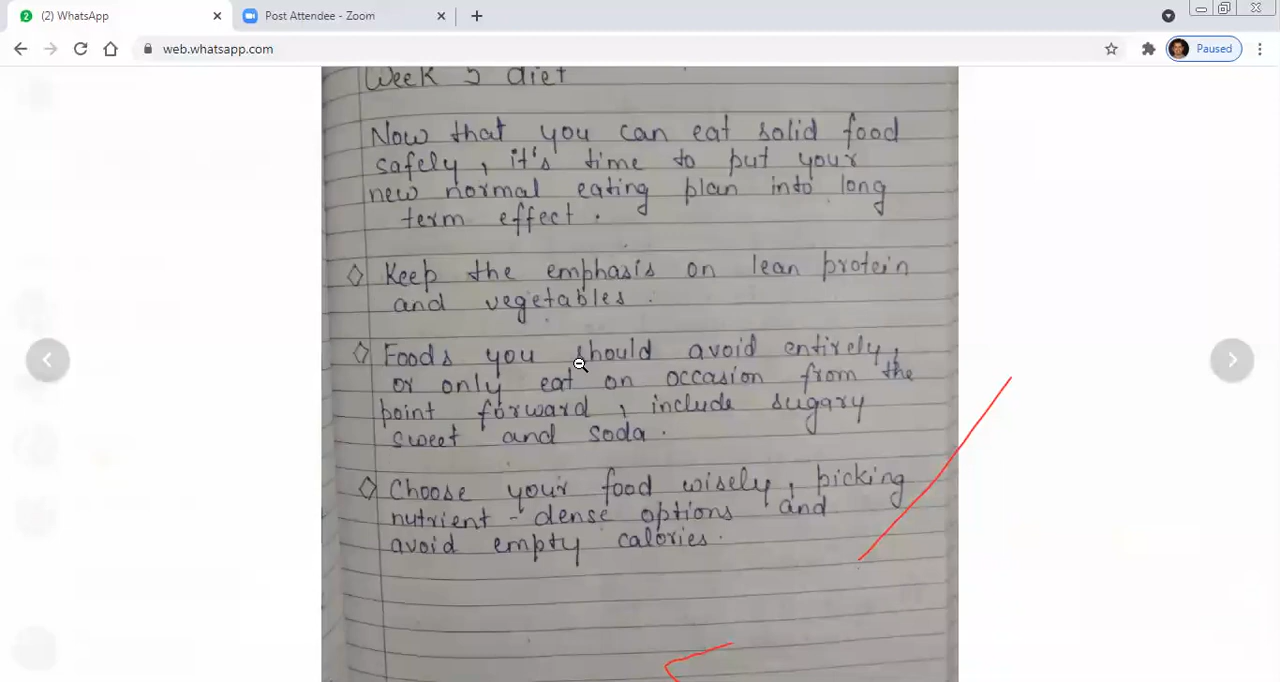 (2) WhatsApp
Post Attendee - Zoom
web.whatsapp.com
Paused
Week 5 diet
Now that you can eat solid food
safely, it's time to put your
new normal eating plan into long
term effect.
◇ Keep the emphasis on lean protein
and vegetables.
◇ Foods you should avoid entirely,
or only eat on occasion from the
point forward, include sugary
sweet and soda.
◇ Choose your food wisely, picking
nutrient-dense options and
avoid empty calories.